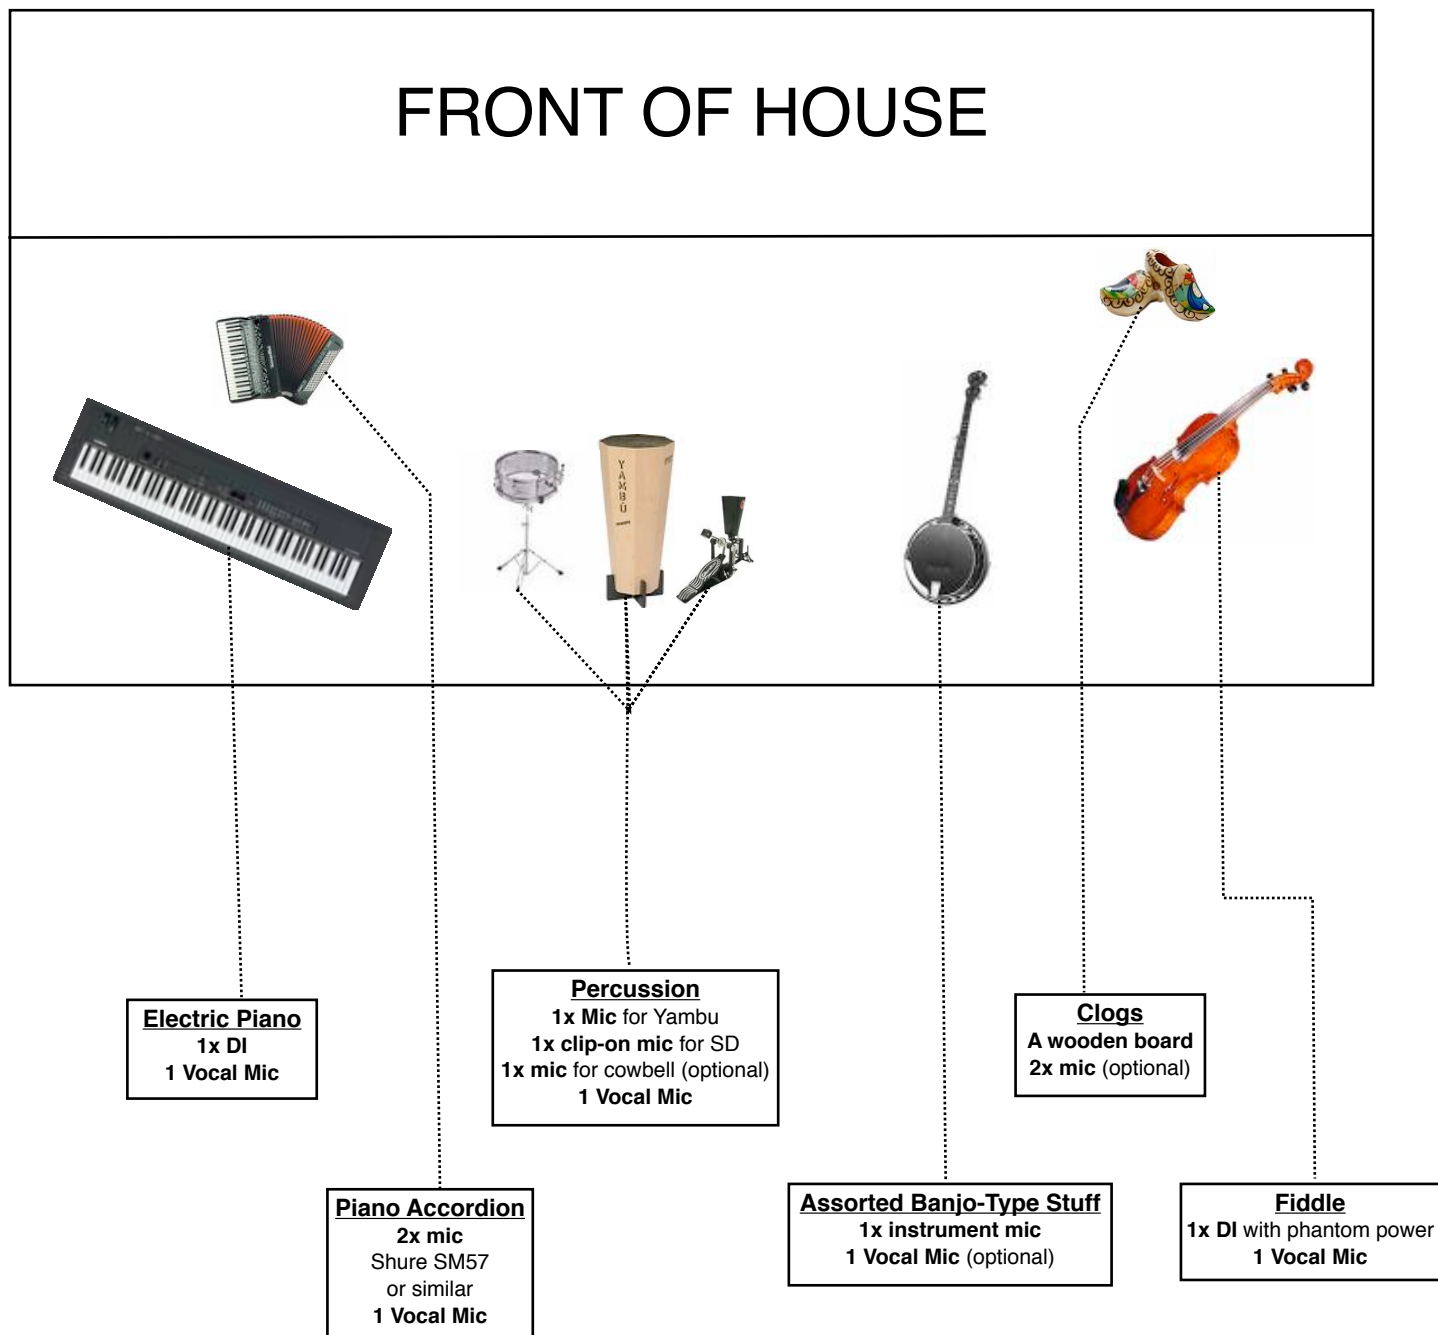 FRONT OF HOUSE
YAMBÚ
Electric Piano
1x DI
1 Vocal Mic
Piano Accordion
2x mic
Shure SM57
or similar
1 Vocal Mic
Percussion
1x Mic for Yambu
1x clip-on mic for SD
1x mic for cowbell (optional)
1 Vocal Mic
Assorted Banjo-Type Stuff
1x instrument mic
1 Vocal Mic (optional)
Clogs
A wooden board
2x mic (optional)
Fiddle
1x DI with phantom power
1 Vocal Mic